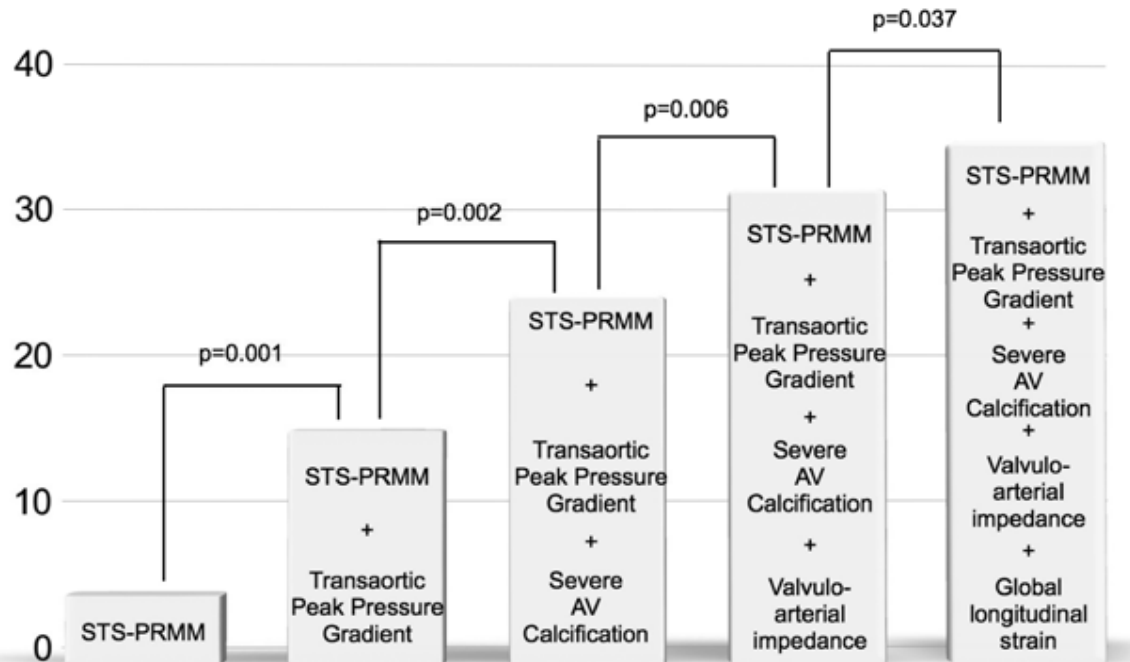 p=0.037
40
p=0.006
30
p=0.002
20
p=0.001
10
0
STS-PRMM
STS-PRMM
+
Transaortic
Peak Pressure
Gradient
STS-PRMM
+
Transaortic
Peak Pressure
Gradient
+
Severe
AV
Calcification
STS-PRMM
+
Transaortic
Peak Pressure
Gradient
+
Severe
AV
Calcification
+
Valvulo-
arterial
impedance
STS-PRMM
+
Transaortic
Peak Pressure
Gradient
+
Severe
AV
Calcification
+
Valvulo-
arterial
impedance
+
Global
longitudinal
strain